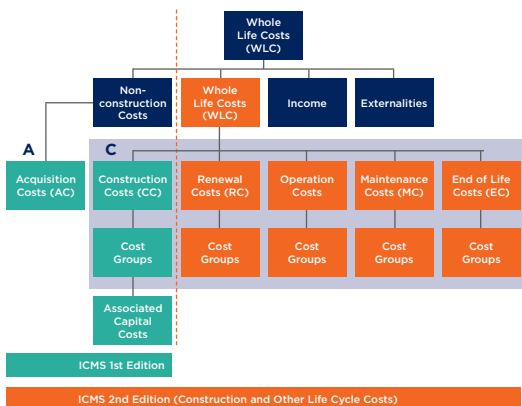 Whole
Life Costs
(WLC)
Non-
construction
Costs
Whole
Life Costs
(WLC)
Income
Externalities
A
C
Acquisition
Costs (AC)
Construction
Costs (CC)
Renewal
Costs (RC)
Operation
Costs
Maintenance
Costs (MC)
End of Life
Costs (EC)
Cost
Groups
Cost
Groups
Cost
Groups
Cost
Groups
Cost
Groups
Associated
Capital
Costs
ICMS 1st Edition
ICMS 2nd Edition (Construction and Other Life Cycle Costs)